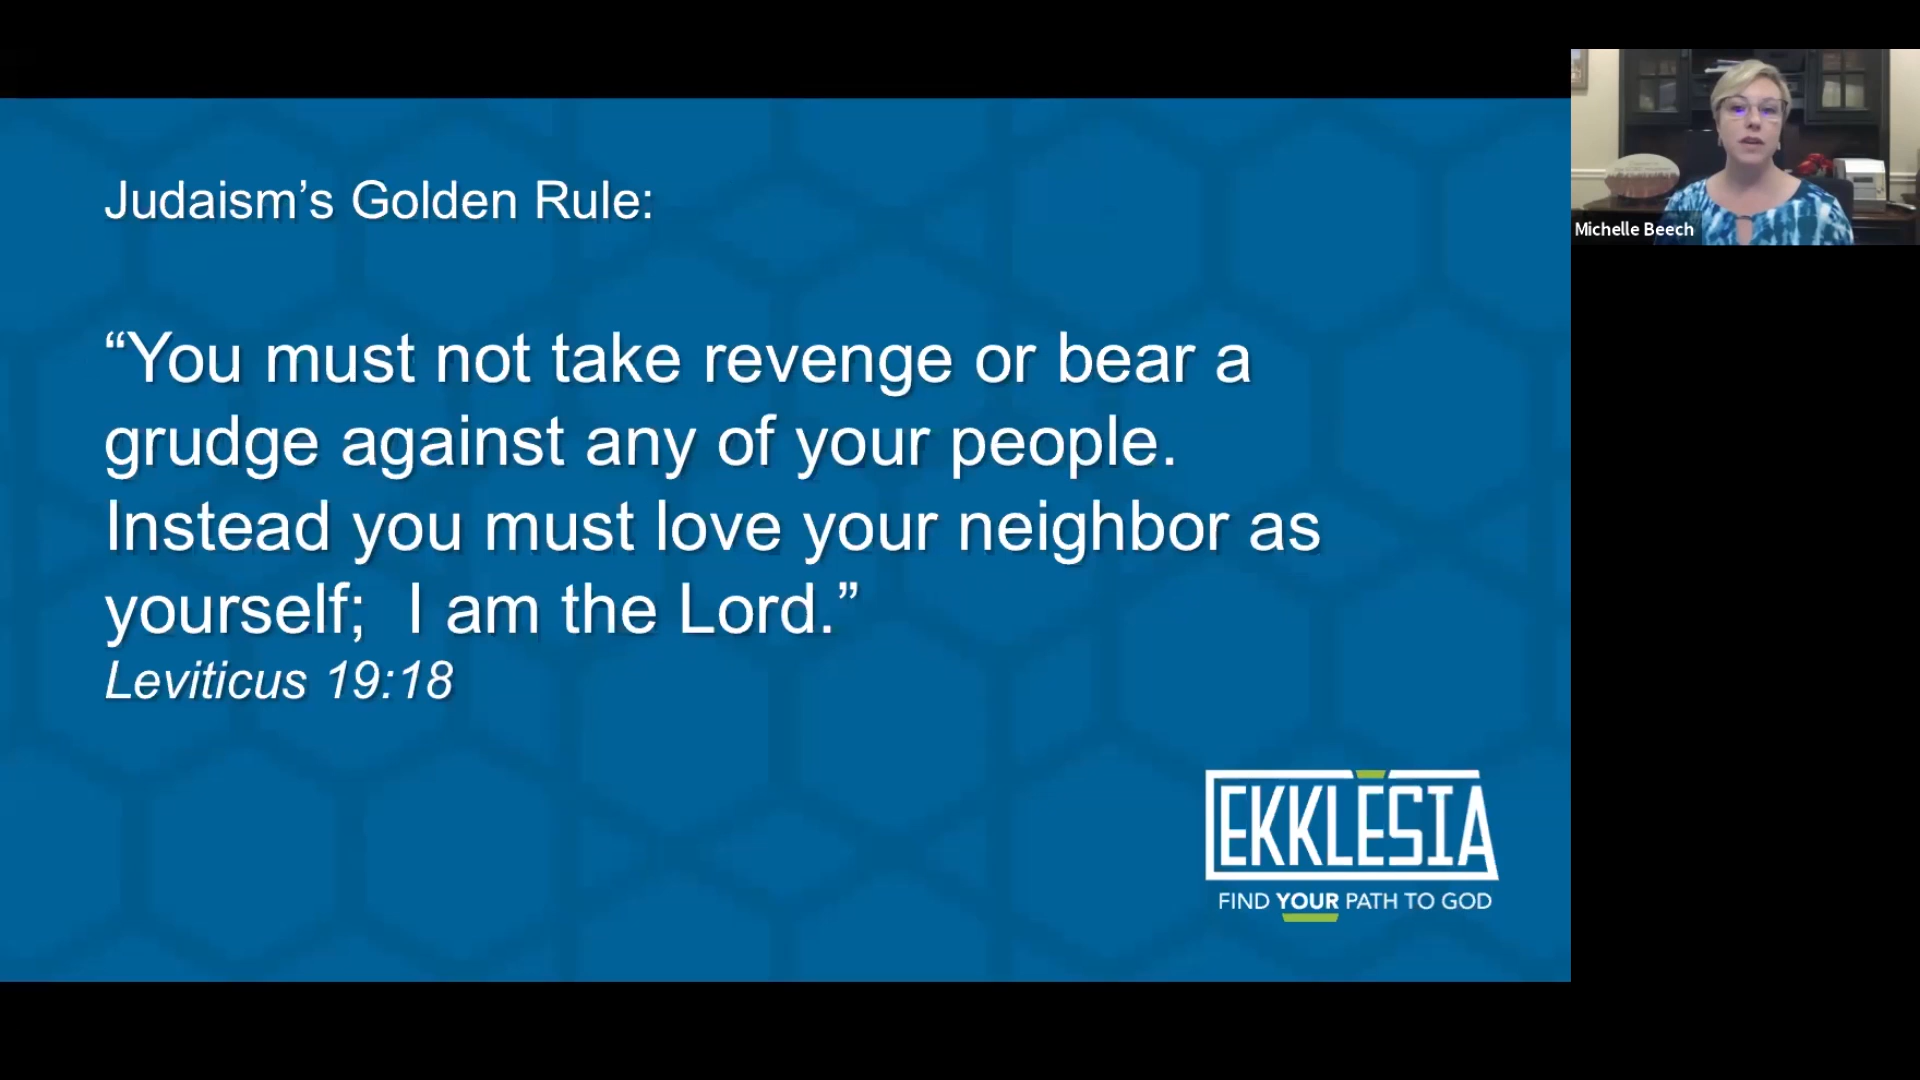 Judaism’s Golden Rule:
“You must not take revenge or bear a
grudge against any of your people.
Instead you must love your neighbor as
yourself;  I am the Lord.”
Leviticus 19:18
EKKLESIA
FIND YOUR PATH TO GOD
Michelle Beech